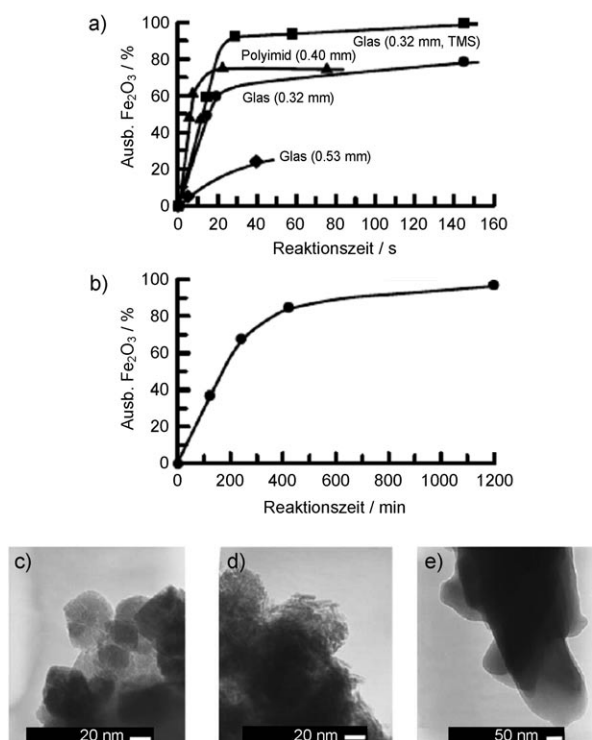 a)
100
80
60
40
20
0
Ausb. Fe₂O₃ / %
Glas (0.32 mm, TMS)
Polyimid (0.40 mm)
Glas (0.32 mm)
Glas (0.53 mm)
0 20 40 60 80 100 120 140 160
Reaktionszeit / s
b)
100
80
60
40
20
0
Ausb. Fe₂O₃ / %
0 200 400 600 800 1000 1200
Reaktionszeit / min
c) d) e)
20 nm 20 nm 50 nm